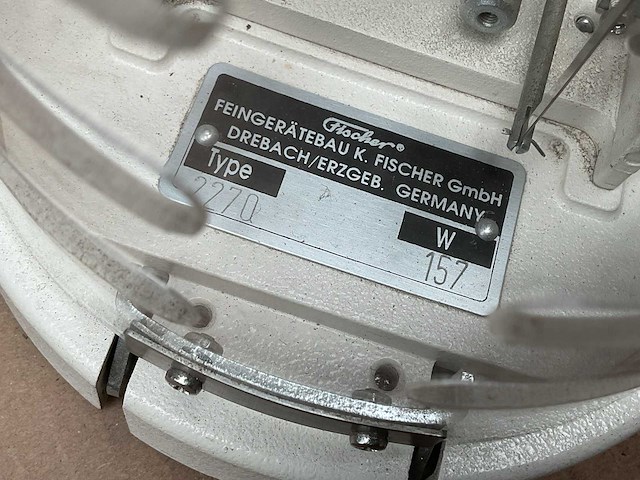 Fischer®
FEINGERÄTEBAU K. FISCHER GmbH
DREBACH/ERZGEB. GERMANY
Type
2270
W
157